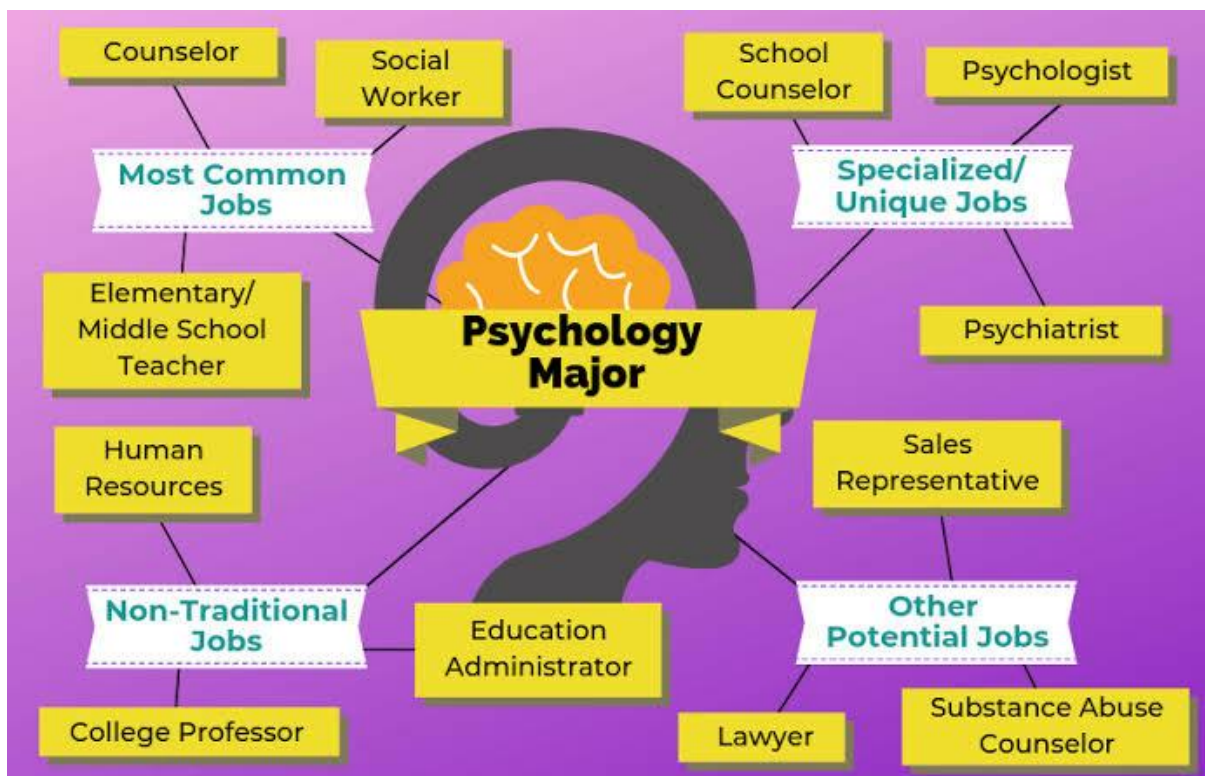 Counselor
Social
Worker
Most Common
Jobs
Elementary/
Middle School
Teacher
School
Counselor
Psychologist
Specialized/
Unique Jobs
Psychiatrist
Psychology
Major
Human
Resources
Non-Traditional
Jobs
Education
Administrator
College Professor
Sales
Representative
Other
Potential Jobs
Lawyer
Substance Abuse
Counselor